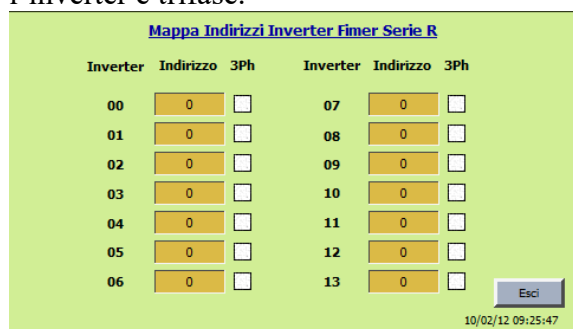 l'inverter è trifase.
Mappa Indirizzi Inverter Fimer Serie R
Inverter Indirizzo 3Ph Inverter Indirizzo 3Ph
00 0 07 0
01 0 08 0
02 0 09 0
03 0 10 0
04 0 11 0
05 0 12 0
06 0 13 0
Esci
10/02/12 09:25:47